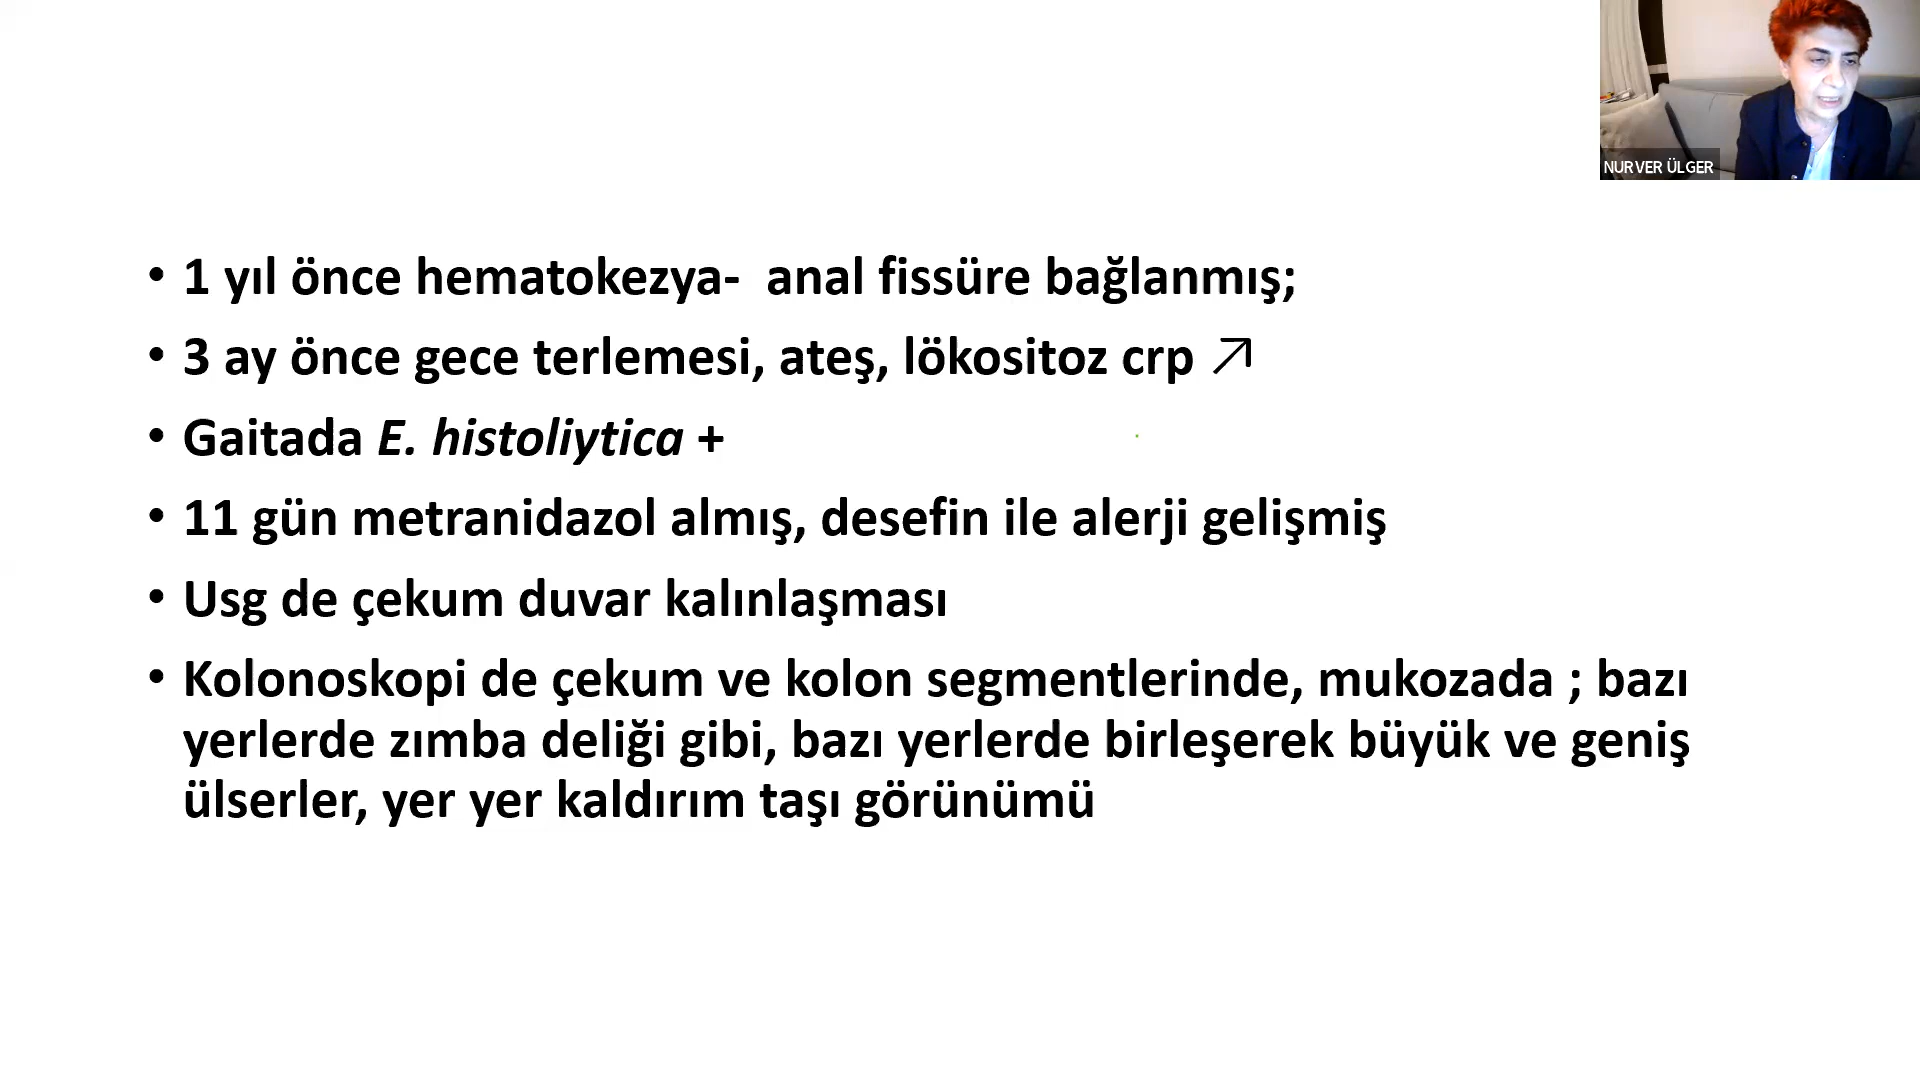 NURVER ÜLGER
• 1 yıl önce hematokezya- anal fissüre bağlanmış;
• 3 ay önce gece terlemesi, ateş, lökositoz crp ↗
• Gaitada E. histoliytica +
• 11 gün metranidazol almış, desefin ile alerji gelişmiş
• Usg de çekum duvar kalınlaşması
• Kolonoskopi de çekum ve kolon segmentlerinde, mukozada ; bazı
yerlerde zımba deliği gibi, bazı yerlerde birleşerek büyük ve geniş
ülserler, yer yer kaldırım taşı görünümü